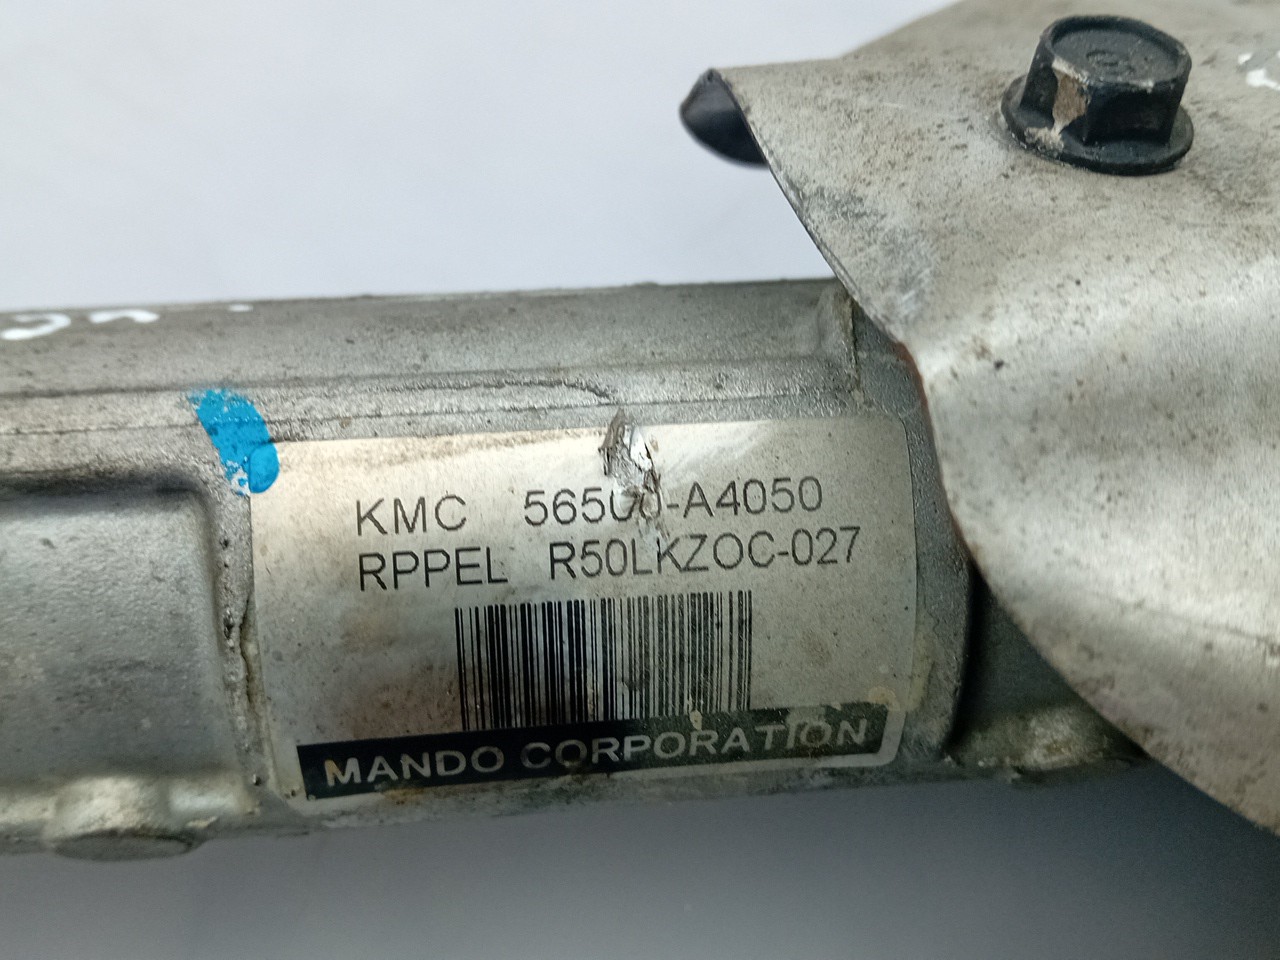 KMC 56500-A4050
RPPEL R50LKZOC-027
MANDO CORPORATION